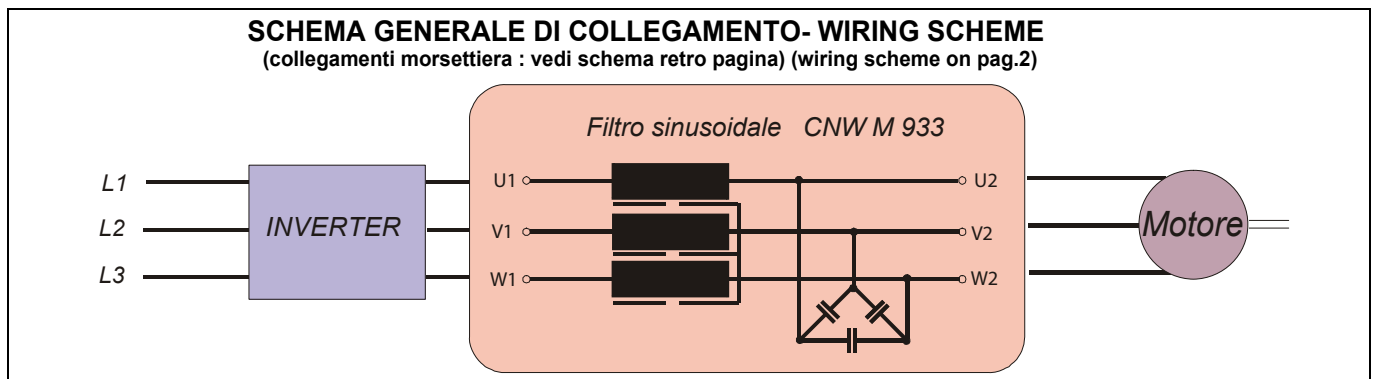 SCHEMA GENERALE DI COLLEGAMENTO- WIRING SCHEME
(collegamenti morsettiera : vedi schema retro pagina) (wiring scheme on pag.2)
Filtro sinusoidale CNW M 933
L1
L2
L3
INVERTER
U1
V1
W1
U2
V2
W2
Motore